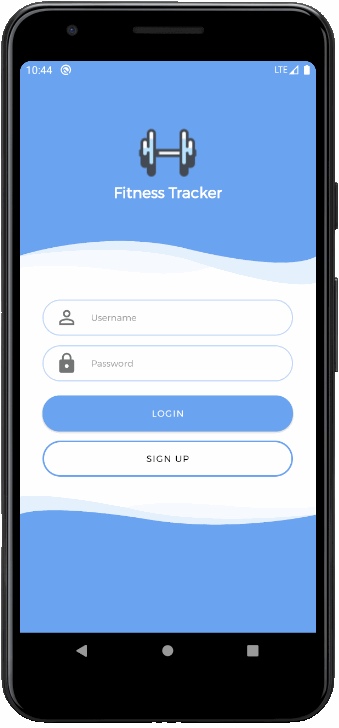 10:44 LTE
Fitness Tracker
Username
Password
LOGIN
SIGN UP